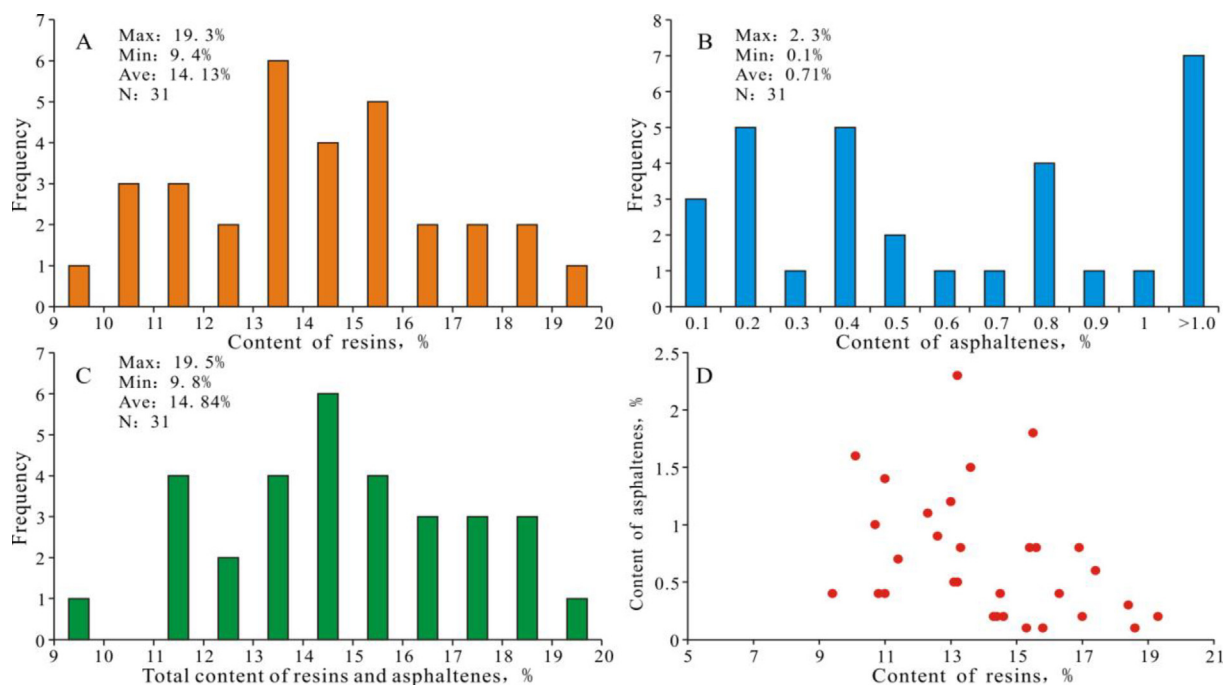 A
Max: 19.3%
Min: 9.4%
Ave: 14.13%
N: 31
Frequency
7
6
5
4
3
2
1
0
9 10 11 12 13 14 15 16 17 18 19 20
Content of resins, %
B
Max: 2.3%
Min: 0.1%
Ave: 0.71%
N: 31
Frequency
8
7
6
5
4
3
2
1
0
0.1 0.2 0.3 0.4 0.5 0.6 0.7 0.8 0.9 1 >1.0
Content of asphaltenes, %
C
Max: 19.5%
Min: 9.8%
Ave: 14.84%
N: 31
Frequency
7
6
5
4
3
2
1
0
9 10 11 12 13 14 15 16 17 18 19 20
Total content of resins and asphaltenes, %
D
Content of asphaltenes, %
2.5
2
1.5
1
0.5
0
5 7 9 11 13 15 17 19 21
Content of resins, %